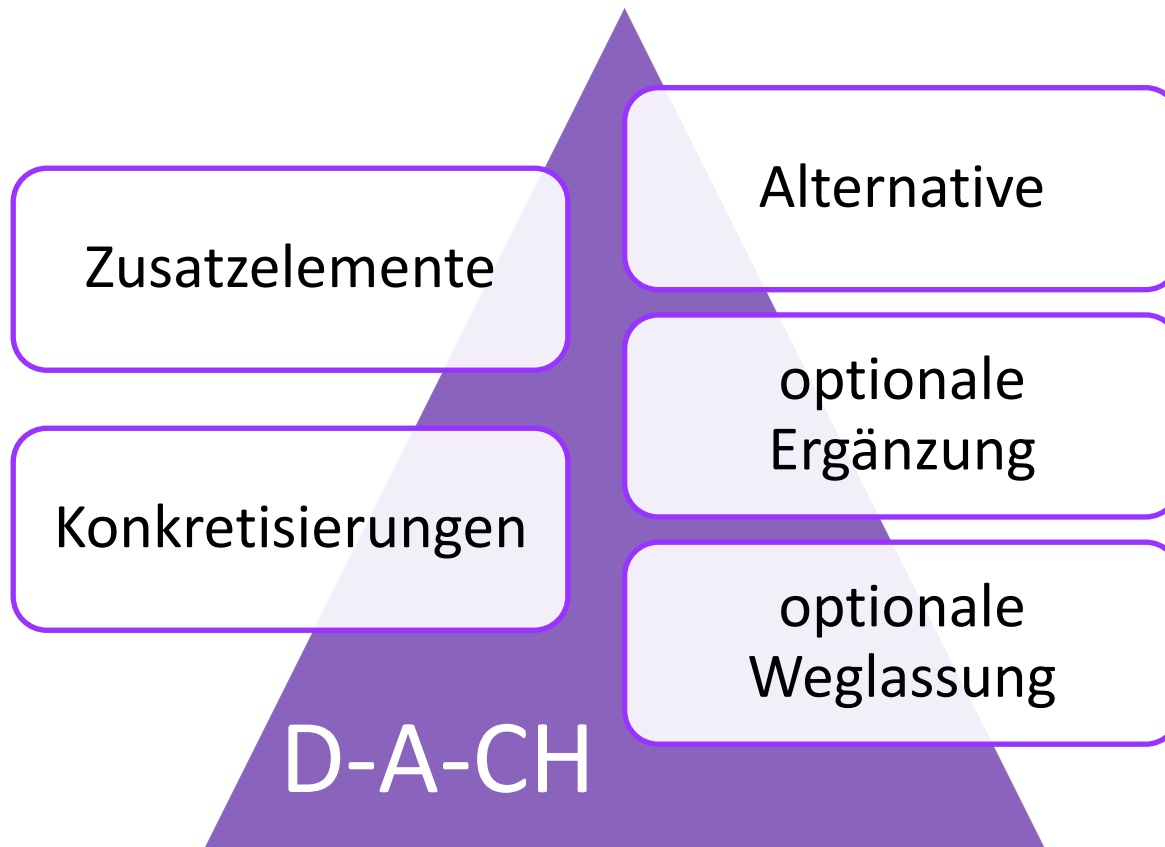 Zusatzelemente
Konkretisierungen
Alternative
optionale
Ergänzung
optionale
Weglassung
D-A-CH